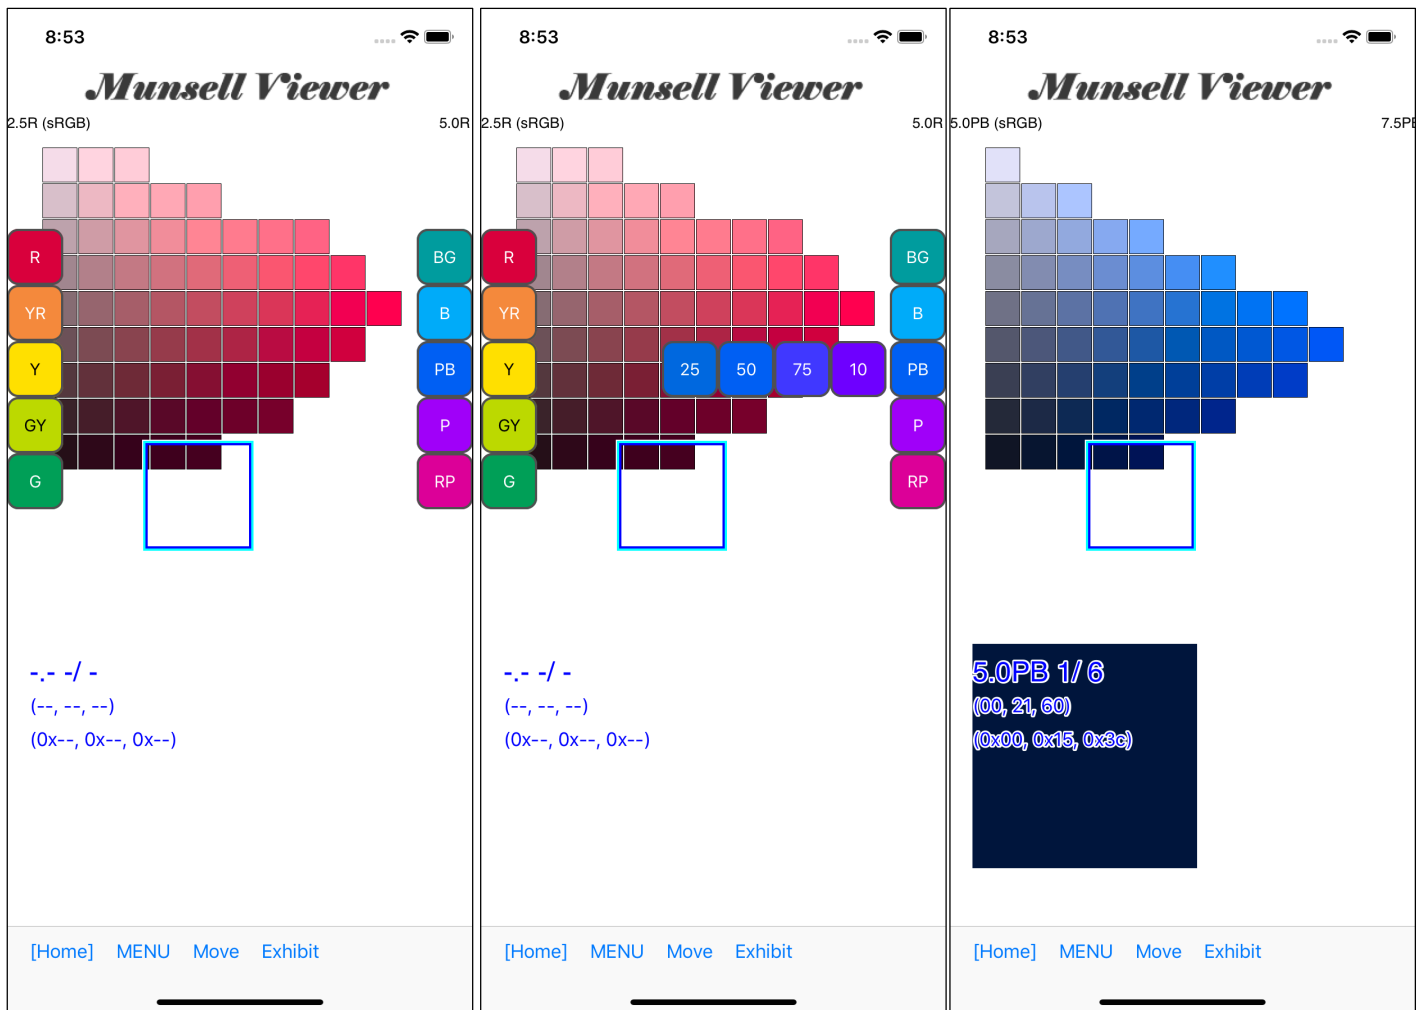 8:53
Munsell Viewer
2.5R (sRGB) 5.0R
R BG
YR B
Y PB
GY P
G RP
-.- -/ -
(--, --, --)
(0x--, 0x--, 0x--)
[Home] MENU Move Exhibit
8:53
Munsell Viewer
2.5R (sRGB) 5.0R
R BG
YR B
Y 25 50 75 10 PB
GY P
G RP
-.- -/ -
(--, --, --)
(0x--, 0x--, 0x--)
[Home] MENU Move Exhibit
8:53
Munsell Viewer
5.0PB (sRGB) 7.5PB
5.0PB 1/ 6
(00, 21, 60)
(0x00, 0x15, 0x3c)
[Home] MENU Move Exhibit